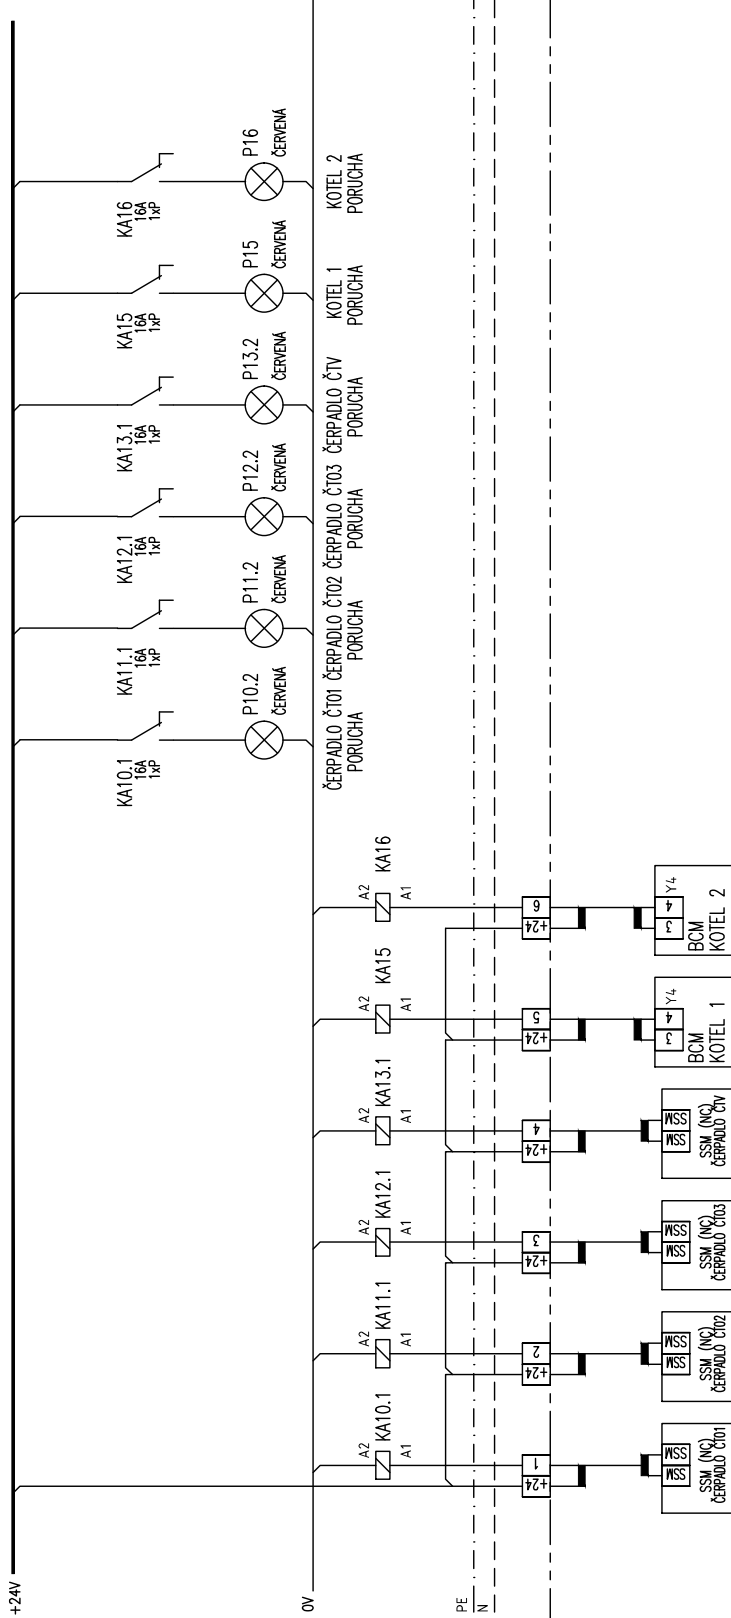 +24V
0V
PE
N
KA10.1
16A
1xP
P10.2
ČERVENÁ
ČERPADLO ČT01
PORUCHA
KA11.1
16A
1xP
P11.2
ČERVENÁ
ČERPADLO ČT02
PORUCHA
KA12.1
16A
1xP
P12.2
ČERVENÁ
ČERPADLO ČT03
PORUCHA
KA13.1
16A
1xP
P13.2
ČERVENÁ
ČERPADLO ČTV
PORUCHA
KA15
16A
1xP
P15
ČERVENÁ
KOTEL 1
PORUCHA
KA16
16A
1xP
P16
ČERVENÁ
KOTEL 2
PORUCHA
A2
KA10.1
A1
+24 1
SSM SSM
SSM (NC)
ČERPADLO ČT01
A2
KA11.1
A1
+24 2
SSM SSM
SSM (NC)
ČERPADLO ČT02
A2
KA12.1
A1
+24 3
SSM SSM
SSM (NC)
ČERPADLO ČT03
A2
KA13.1
A1
+24 4
SSM SSM
SSM (NC)
ČERPADLO ČTV
A2
KA15
A1
+24 5
3 4 Y4
BCM
KOTEL 1
A2
KA16
A1
+24 6
3 4 Y4
BCM
KOTEL 2